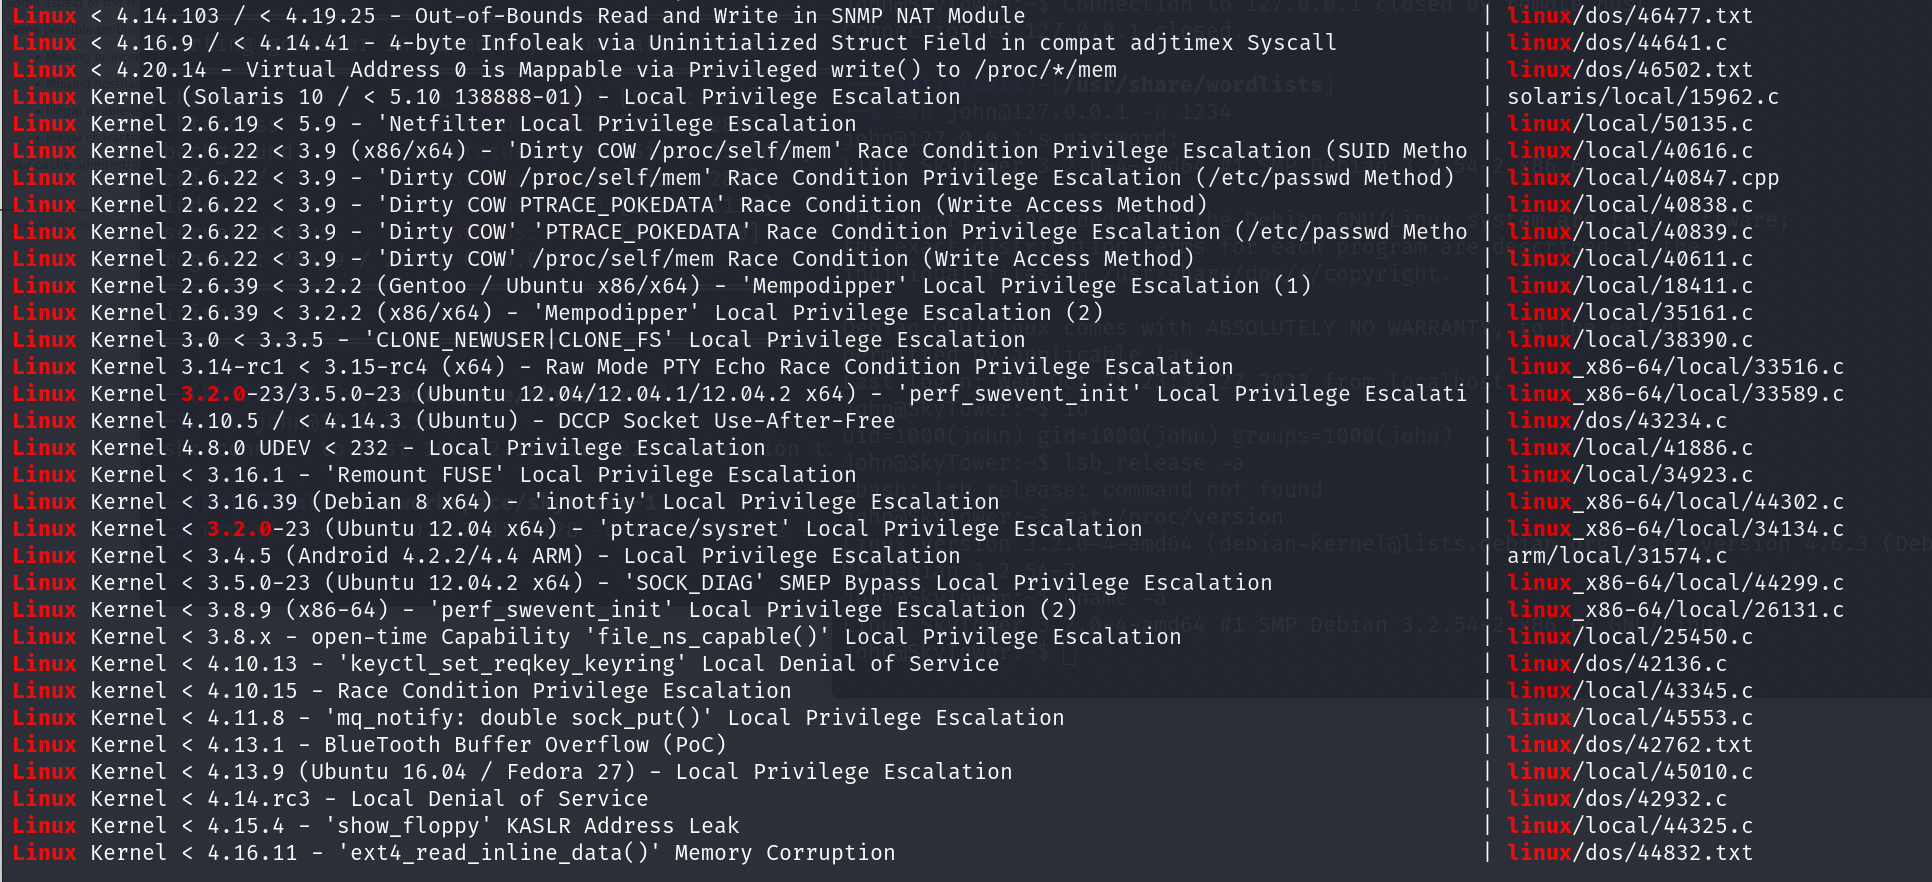 Linux < 4.14.103 / < 4.19.25 - Out-of-Bounds Read and Write in SNMP NAT Module | linux/dos/46477.txt
Linux < 4.16.9 / < 4.14.41 - 4-byte Infoleak via Uninitialized Struct Field in compat adjtimex Syscall | linux/dos/44641.c
Linux < 4.20.14 - Virtual Address 0 is Mappable via Privileged write() to /proc/*/mem | linux/dos/46502.txt
Linux Kernel (Solaris 10 / < 5.10 138888-01) - Local Privilege Escalation | solaris/local/15962.c
Linux Kernel 2.6.19 < 5.9 - 'Netfilter Local Privilege Escalation | linux/local/50135.c
Linux Kernel 2.6.22 < 3.9 (x86/x64) - 'Dirty COW /proc/self/mem' Race Condition Privilege Escalation (SUID Metho | linux/local/40616.c
Linux Kernel 2.6.22 < 3.9 - 'Dirty COW /proc/self/mem' Race Condition Privilege Escalation (/etc/passwd Method) | linux/local/40847.cpp
Linux Kernel 2.6.22 < 3.9 - 'Dirty COW PTRACE_POKEDATA' Race Condition (Write Access Method) | linux/local/40838.c
Linux Kernel 2.6.22 < 3.9 - 'Dirty COW' 'PTRACE_POKEDATA' Race Condition Privilege Escalation (/etc/passwd Metho | linux/local/40839.c
Linux Kernel 2.6.22 < 3.9 - 'Dirty COW' /proc/self/mem Race Condition (Write Access Method) | linux/local/40611.c
Linux Kernel 2.6.39 < 3.2.2 (Gentoo / Ubuntu x86/x64) - 'Mempodipper' Local Privilege Escalation (1) | linux/local/18411.c
Linux Kernel 2.6.39 < 3.2.2 (x86/x64) - 'Mempodipper' Local Privilege Escalation (2) | linux/local/35161.c
Linux Kernel 3.0 < 3.3.5 - 'CLONE_NEWUSER|CLONE_FS' Local Privilege Escalation | linux/local/38390.c
Linux Kernel 3.14-rc1 < 3.15-rc4 (x64) - Raw Mode PTY Echo Race Condition Privilege Escalation | linux_x86-64/local/33516.c
Linux Kernel 3.2.0-23/3.5.0-23 (Ubuntu 12.04/12.04.1/12.04.2 x64) - 'perf_swevent_init' Local Privilege Escalati | linux_x86-64/local/33589.c
Linux Kernel 4.10.5 / < 4.14.3 (Ubuntu) - DCCP Socket Use-After-Free | linux/dos/43234.c
Linux Kernel 4.8.0 UDEV < 232 - Local Privilege Escalation | linux/local/41886.c
Linux Kernel < 3.16.1 - 'Remount FUSE' Local Privilege Escalation | linux/local/34923.c
Linux Kernel < 3.16.39 (Debian 8 x64) - 'inotfiy' Local Privilege Escalation | linux_x86-64/local/44302.c
Linux Kernel < 3.2.0-23 (Ubuntu 12.04 x64) - 'ptrace/sysret' Local Privilege Escalation | linux_x86-64/local/34134.c
Linux Kernel < 3.4.5 (Android 4.2.2/4.4 ARM) - Local Privilege Escalation | arm/local/31574.c
Linux Kernel < 3.5.0-23 (Ubuntu 12.04.2 x64) - 'SOCK_DIAG' SMEP Bypass Local Privilege Escalation | linux_x86-64/local/44299.c
Linux Kernel < 3.8.9 (x86-64) - 'perf_swevent_init' Local Privilege Escalation (2) | linux_x86-64/local/26131.c
Linux Kernel < 3.8.x - open-time Capability 'file_ns_capable()' Local Privilege Escalation | linux/local/25450.c
Linux Kernel < 4.10.13 - 'keyctl_set_reqkey_keyring' Local Denial of Service | linux/dos/42136.c
Linux kernel < 4.10.15 - Race Condition Privilege Escalation | linux/local/43345.c
Linux Kernel < 4.11.8 - 'mq_notify: double sock_put()' Local Privilege Escalation | linux/local/45553.c
Linux Kernel < 4.13.1 - BlueTooth Buffer Overflow (PoC) | linux/dos/42762.txt
Linux Kernel < 4.13.9 (Ubuntu 16.04 / Fedora 27) - Local Privilege Escalation | linux/local/45010.c
Linux Kernel < 4.14.rc3 - Local Denial of Service | linux/dos/42932.c
Linux Kernel < 4.15.4 - 'show_floppy' KASLR Address Leak | linux/local/44325.c
Linux Kernel < 4.16.11 - 'ext4_read_inline_data()' Memory Corruption | linux/dos/44832.txt